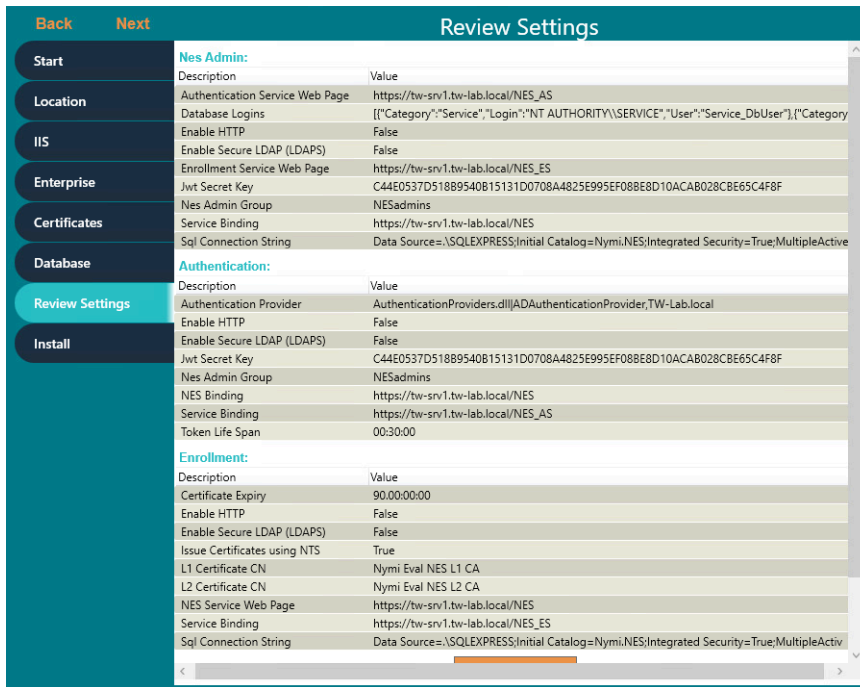 Back Next
Review Settings
Start
Location
IIS
Enterprise
Certificates
Database
Review Settings
Install
Nes Admin:
Description Value
Authentication Service Web Page https://tw-srv1.tw-lab.local/NES_AS
Database Logins [{"Category":"Service","Login":"NT AUTHORITY\\SERVICE","User":"Service_DbUser"},{"Category
Enable HTTP False
Enable Secure LDAP (LDAPS) False
Enrollment Service Web Page https://tw-srv1.tw-lab.local/NES_ES
Jwt Secret Key C44E0537D518B9540B15131D0708A4825E995EF08BE8D10ACAB028CBE65C4F8F
Nes Admin Group NESadmins
Service Binding https://tw-srv1.tw-lab.local/NES
Sql Connection String Data Source=.\SQLEXPRESS;Initial Catalog=Nymi.NES;Integrated Security=True;MultipleActive
Authentication:
Description Value
Authentication Provider AuthenticationProviders.dll|ADAuthenticationProvider,TW-Lab.local
Enable HTTP False
Enable Secure LDAP (LDAPS) False
Jwt Secret Key C44E0537D518B9540B15131D0708A4825E995EF08BE8D10ACAB028CBE65C4F8F
Nes Admin Group NESadmins
NES Binding https://tw-srv1.tw-lab.local/NES
Service Binding https://tw-srv1.tw-lab.local/NES_AS
Token Life Span 00:30:00
Enrollment:
Description Value
Certificate Expiry 90.00:00:00
Enable HTTP False
Enable Secure LDAP (LDAPS) False
Issue Certificates using NTS True
L1 Certificate CN Nymi Eval NES L1 CA
L2 Certificate CN Nymi Eval NES L2 CA
NES Service Web Page https://tw-srv1.tw-lab.local/NES
Service Binding https://tw-srv1.tw-lab.local/NES_ES
Sql Connection String Data Source=.\SQLEXPRESS;Initial Catalog=Nymi.NES;Integrated Security=True;MultipleActiv